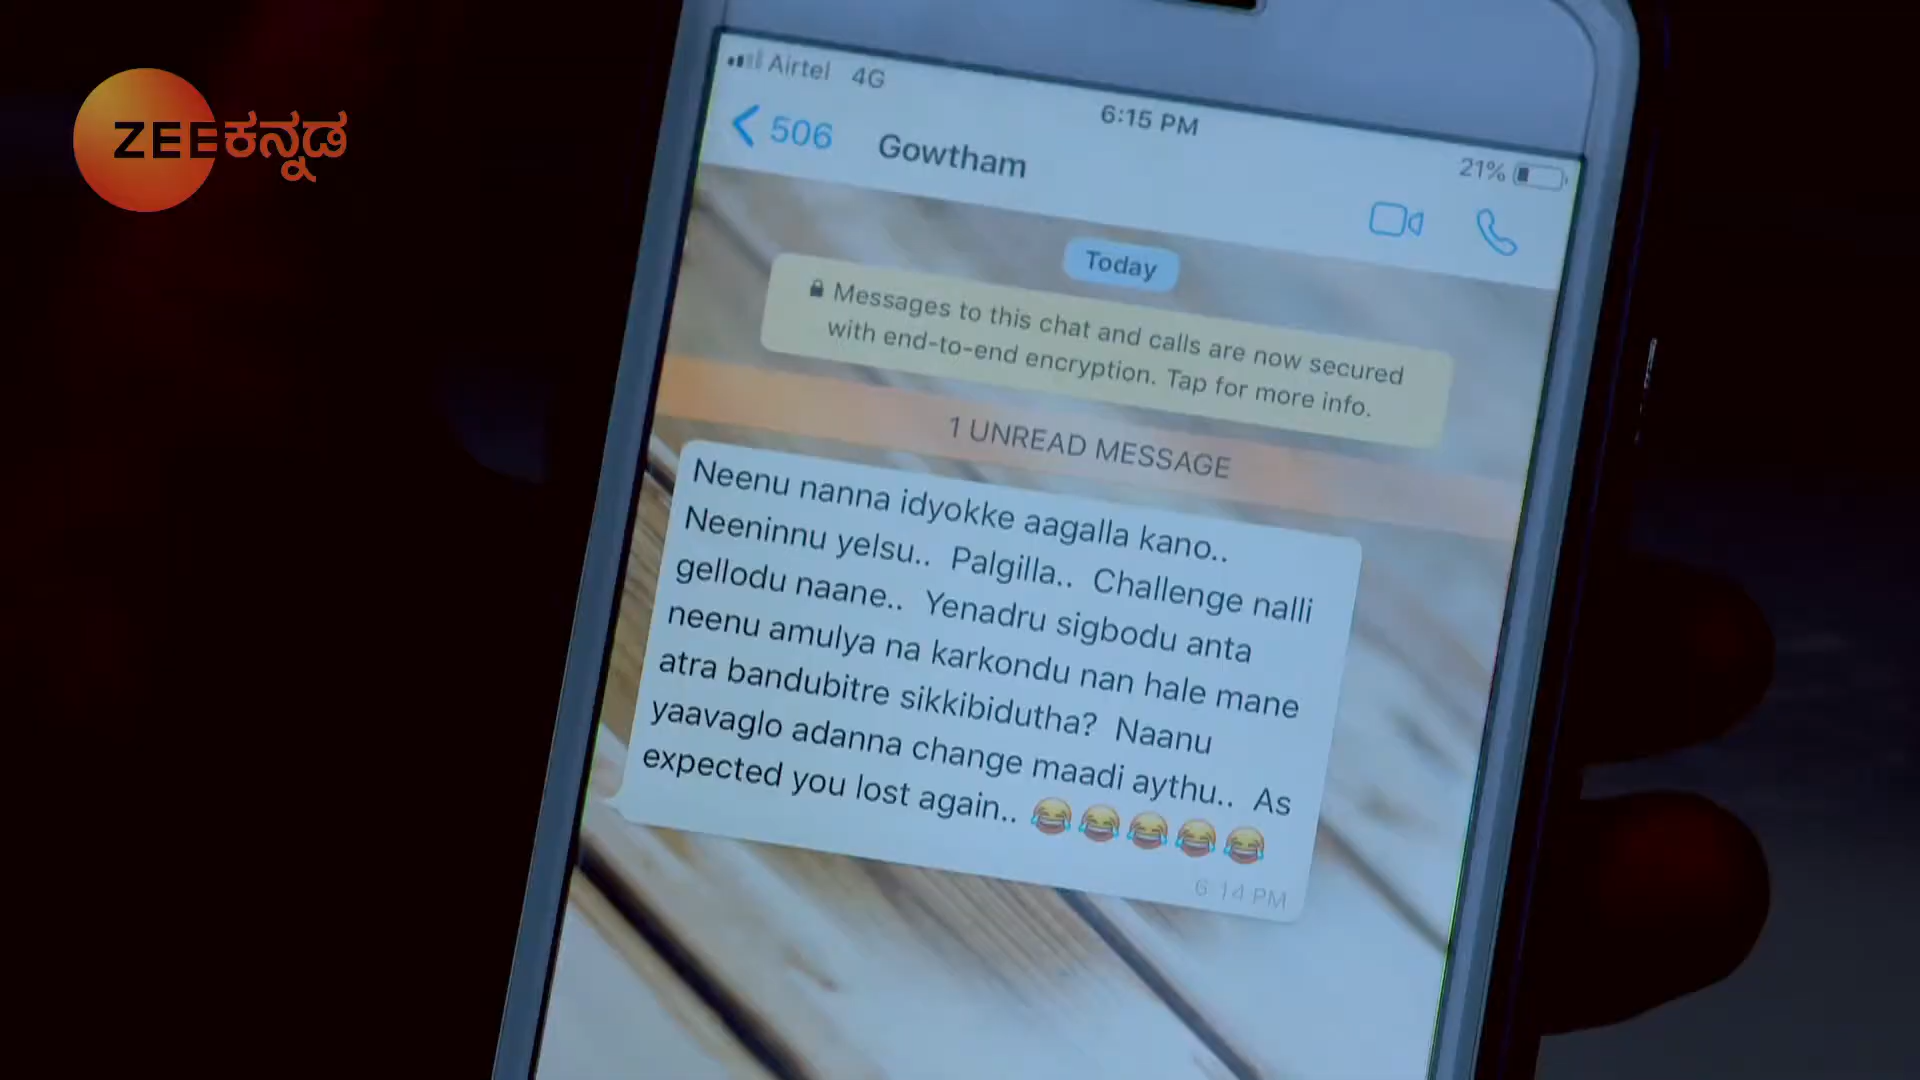 ZEEಕನ್ನಡ
Airtel 4G
6:15 PM
21%
506
Gowtham
Today
Messages to this chat and calls are now secured
with end-to-end encryption. Tap for more info.
1 UNREAD MESSAGE
Neenu nanna idyokke aagalla kano..
Neeninnu yelsu.. Palgilla.. Challenge nalli
gellodu naane.. Yenadru sigbodu anta
neenu amulya na karkondu nan hale mane
atra bandubitre sikkibidutha? Naanu
yaavaglo adanna change maadi aythu.. As
expected you lost again.. 😂😂😂😂😂
6:14 PM